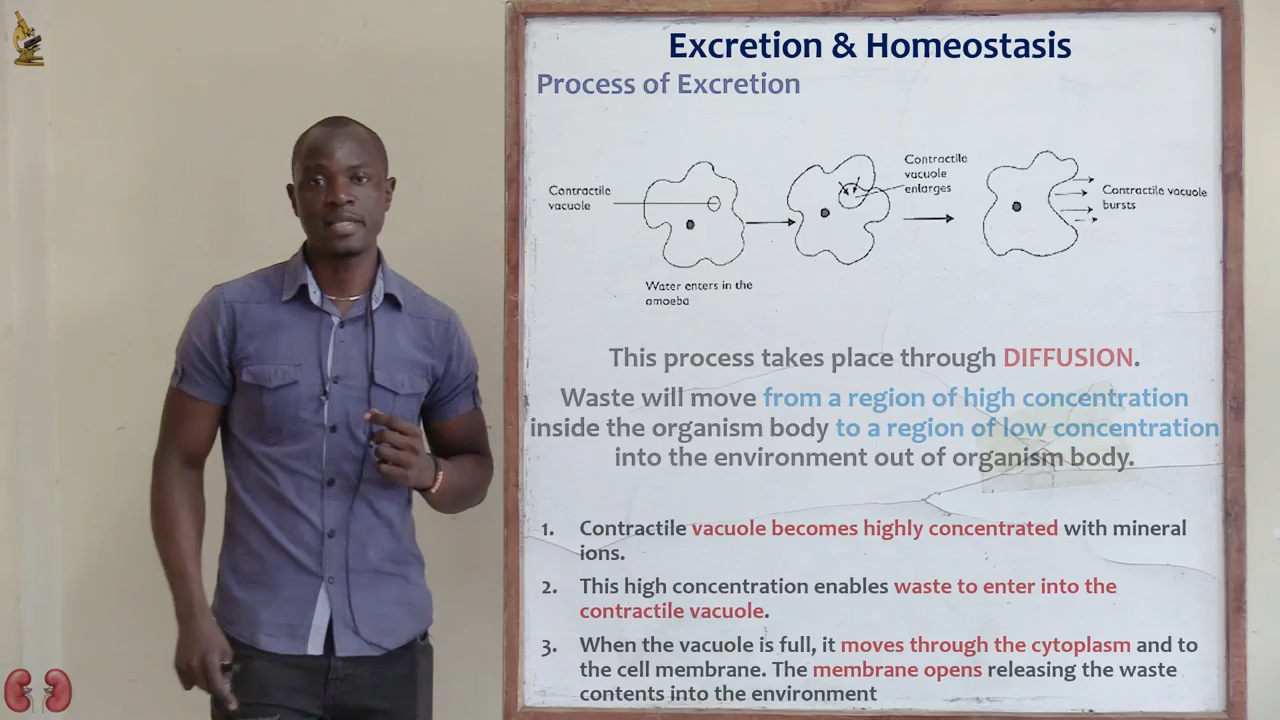 Excretion & Homeostasis
Process of Excretion
Contractile
vacuole
Water enters in the
amoeba
Contractile
vacuole
enlarges
Contractile vacuole
bursts
This process takes place through DIFFUSION.
Waste will move from a region of high concentration
inside the organism body to a region of low concentration
into the environment out of organism body.
1. Contractile vacuole becomes highly concentrated with mineral
ions.
2. This high concentration enables waste to enter into the
contractile vacuole.
3. When the vacuole is full, it moves through the cytoplasm and to
the cell membrane. The membrane opens releasing the waste
contents into the environment